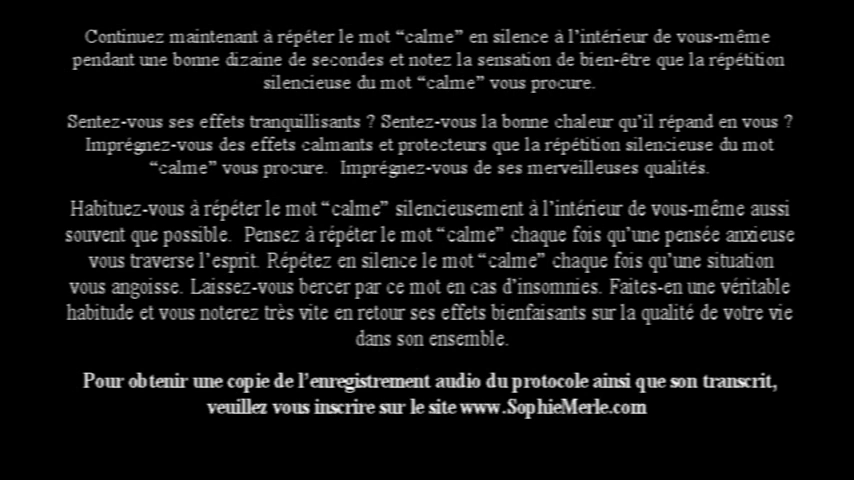 Continuez maintenant à répéter le mot “calme” en silence à l’intérieur de vous-même
pendant une bonne dizaine de secondes et notez la sensation de bien-être que la répétition
silencieuse du mot “calme” vous procure.
Sentez-vous ses effets tranquillisants ? Sentez-vous la bonne chaleur qu’il répand en vous ?
Imprégnez-vous des effets calmants et protecteurs que la répétition silencieuse du mot
“calme” vous procure.  Imprégnez-vous de ses merveilleuses qualités.
Habituez-vous à répéter le mot “calme” silencieusement à l’intérieur de vous-même aussi
souvent que possible.  Pensez à répéter le mot “calme” chaque fois qu’une pensée anxieuse
vous traverse l’esprit. Répétez en silence le mot “calme” chaque fois qu’une situation
vous angoisse. Laissez-vous bercer par ce mot en cas d’insomnies. Faites-en une véritable
habitude et vous noterez très vite en retour ses effets bienfaisants sur la qualité de votre vie
dans son ensemble.
Pour obtenir une copie de l’enregistrement audio du protocole ainsi que son transcrit,
veuillez vous inscrire sur le site www.SophieMerle.com